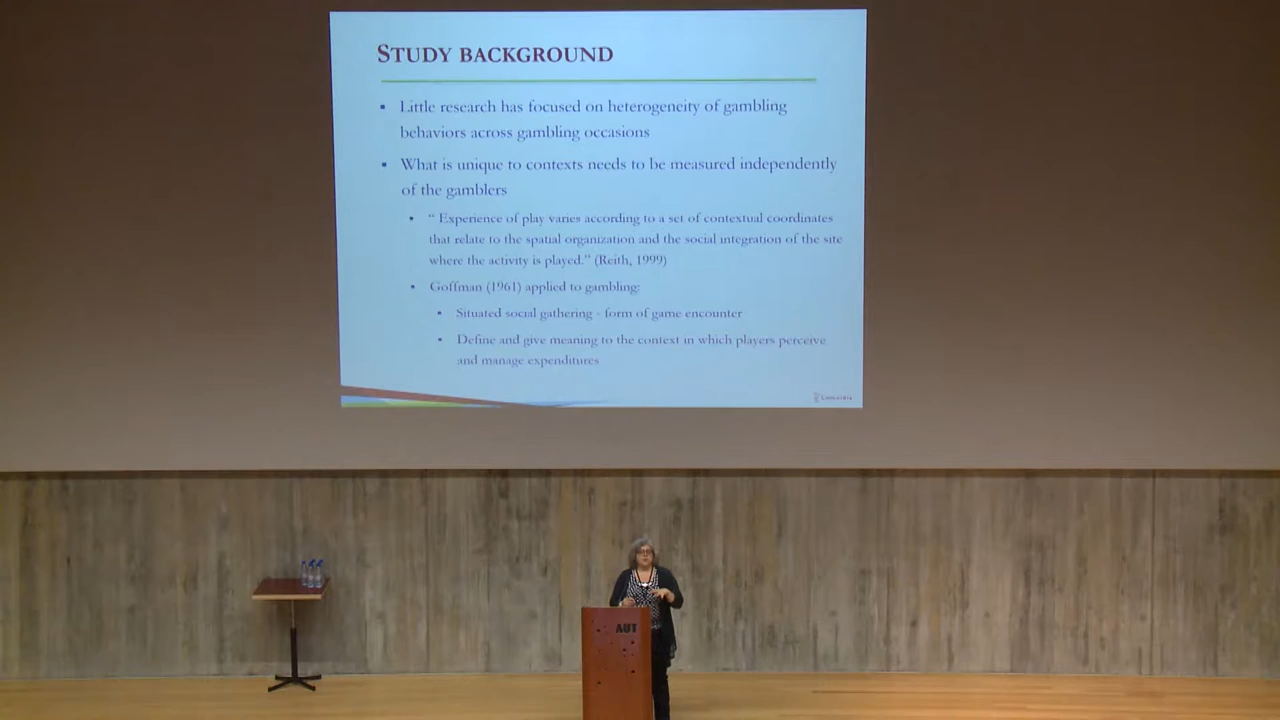 STUDY BACKGROUND
▪ Little research has focused on heterogeneity of gambling
behaviors across gambling occasions
▪ What is unique to contexts needs to be measured independently
of the gamblers
• “ Experience of play varies according to a set of contextual coordinates
that relate to the spatial organization and the social integration of the site
where the activity is played.” (Reith, 1999)
• Goffman (1961) applied to gambling:
• Situated social gathering - form of game encounter
• Define and give meaning to the context in which players perceive
and manage expenditures
CONCORDIA
AUT